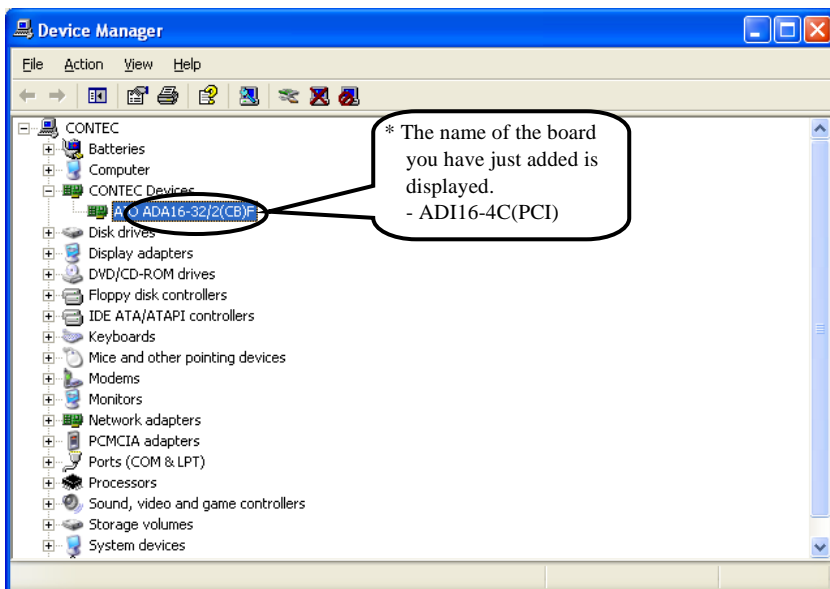 Device Manager
File Action View Help
CONTEC
* The name of the board
you have just added is
displayed.
- ADI16-4C(PCI)
Batteries
Computer
CONTEC Devices
ADA16-32/2(CB)F
Disk drives
Display adapters
DVD/CD-ROM drives
Floppy disk controllers
IDE ATA/ATAPI controllers
Keyboards
Mice and other pointing devices
Modems
Monitors
Network adapters
PCMCIA adapters
Ports (COM & LPT)
Processors
Sound, video and game controllers
Storage volumes
System devices